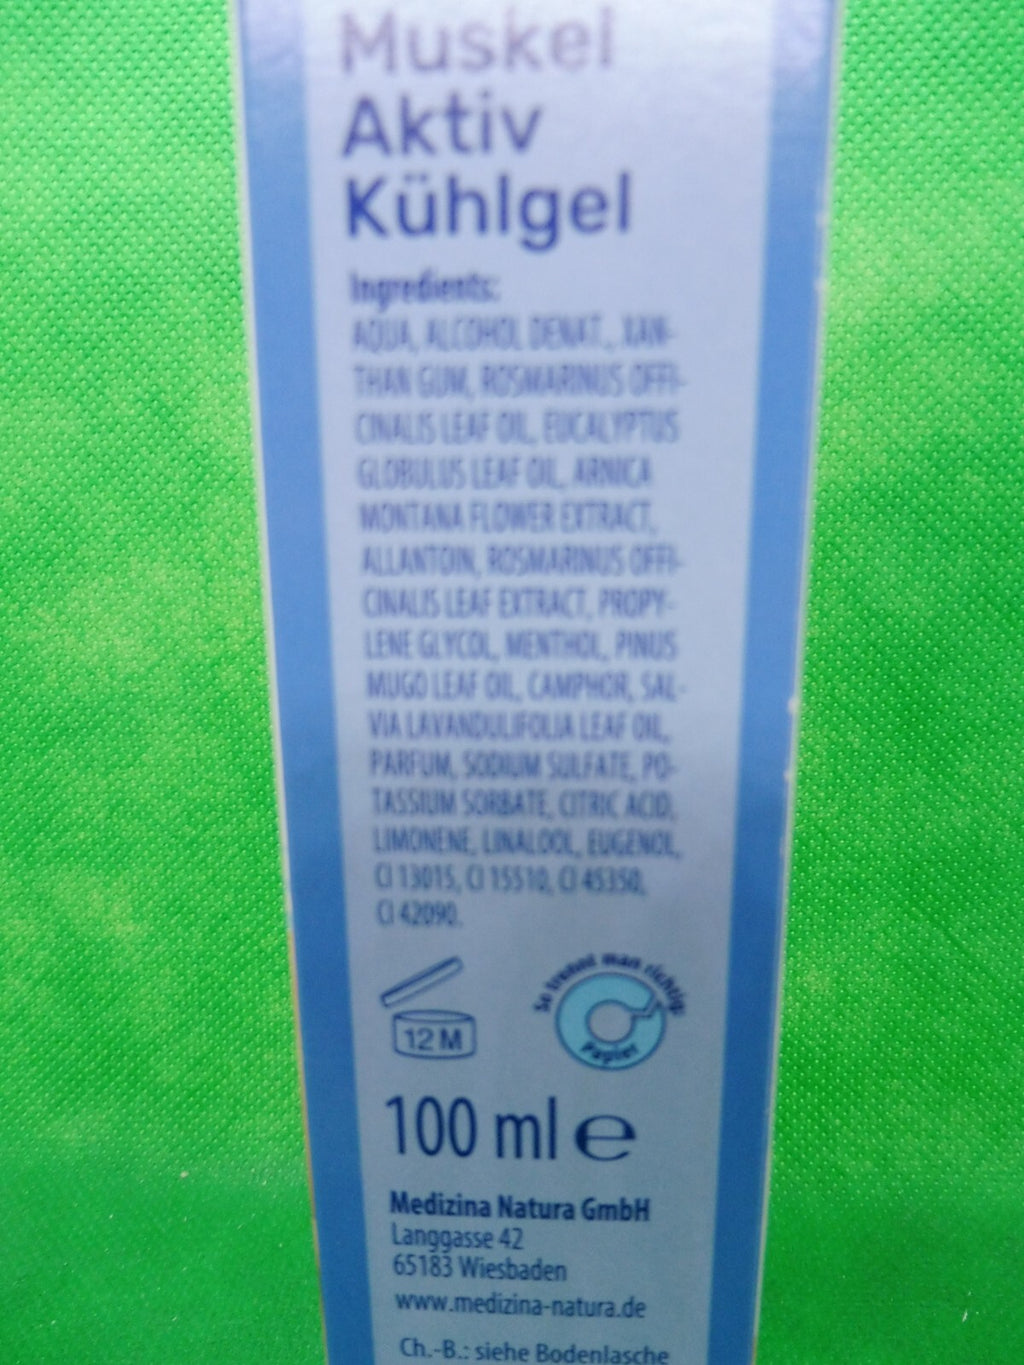 Muskel
Aktiv
Kühlgel
Ingredients:
AQUA, ALCOHOL DENAT., XAN-
THAN GUM, ROSMARINUS OFFI-
CINALIS LEAF OIL, EUCALYPTUS
GLOBULUS LEAF OIL, ARNICA
MONTANA FLOWER EXTRACT,
ALLANTOIN, ROSMARINUS OFFI-
CINALIS LEAF EXTRACT, PROPY-
LENE GLYCOL, MENTHOL, PINUS
MUGO LEAF OIL, CAMPHOR, SAL-
VIA LAVANDULIFOLIA LEAF OIL,
PARFUM, SODIUM SULFATE, PO-
TASSIUM SORBATE, CITRIC ACID,
LIMONENE, LINALOOL, EUGENOL,
CI 13015, CI 15510, CI 45350,
CI 42090.
So trennt man richtig:
Papier
12 M
100 ml e
Medizina Natura GmbH
Langgasse 42
65183 Wiesbaden
www.medizina-natura.de
Ch.-B.: siehe Bodenlasche